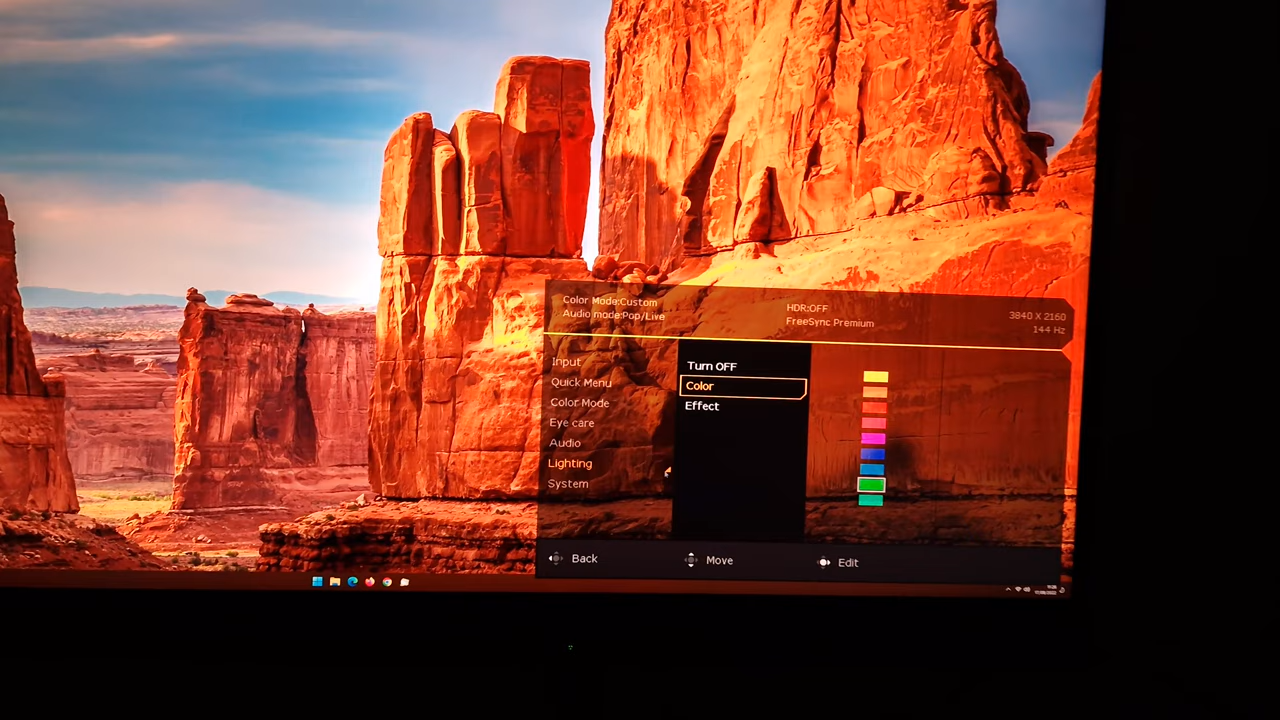 Color Mode:Custom
Audio mode:Pop/Live
HDR:OFF
FreeSync Premium
3840 X 2160
144 Hz
Input
Quick Menu
Color Mode
Eye care
Audio
Lighting
System
Turn OFF
Color
Effect
Back
Move
Edit